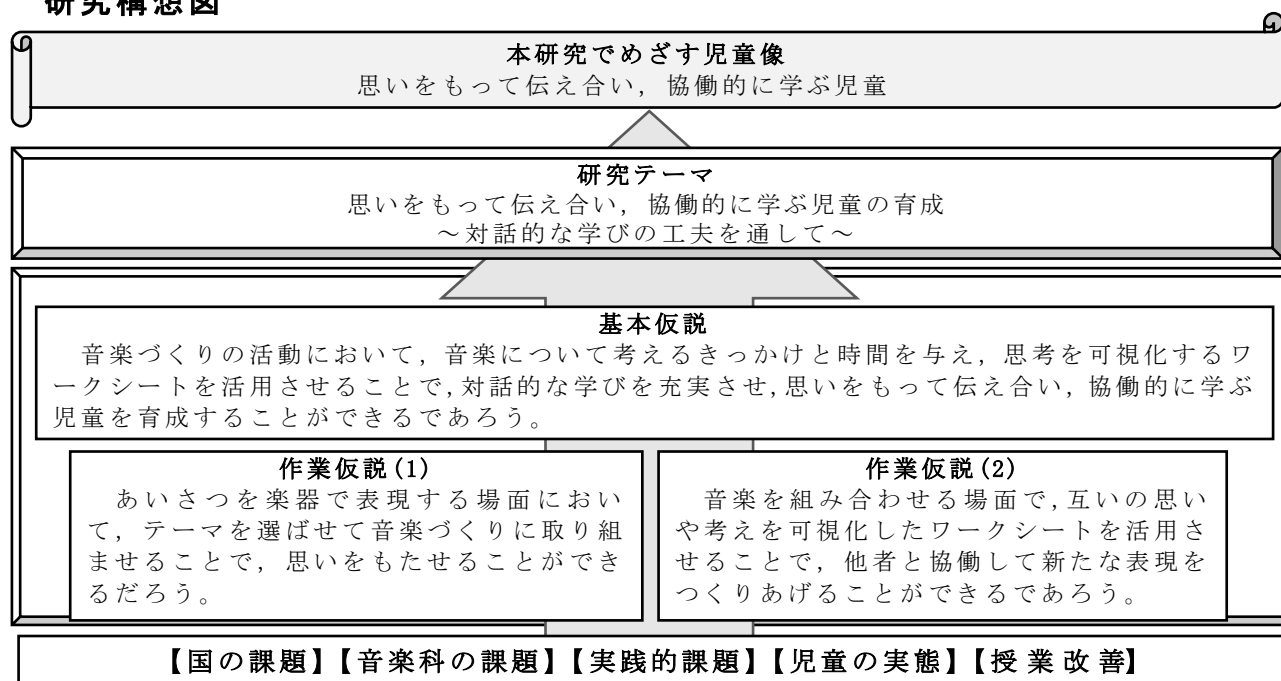 研究構想図
本研究でめざす児童像
思いをもって伝え合い，協働的に学ぶ児童
研究テーマ
思いをもって伝え合い，協働的に学ぶ児童の育成
～対話的な学びの工夫を通して～
基本仮説
音楽づくりの活動において，音楽について考えるきっかけと時間を与え，思考を可視化するワ
ークシートを活用させることで，対話的な学びを充実させ，思いをもって伝え合い，協働的に学ぶ
児童を育成することができるであろう。
作業仮説(1)
あいさつを楽器で表現する場面におい
て，テーマを選ばせて音楽づくりに取り組
ませることで，思いをもたせることができ
るだろう。
作業仮説(2)
音楽を組み合わせる場面で，互いの思い
や考えを可視化したワークシートを活用さ
せることで，他者と協働して新たな表現を
つくりあげることができるであろう。
【国の課題】【音楽科の課題】【実践的課題】【児童の実態】【授業改善】